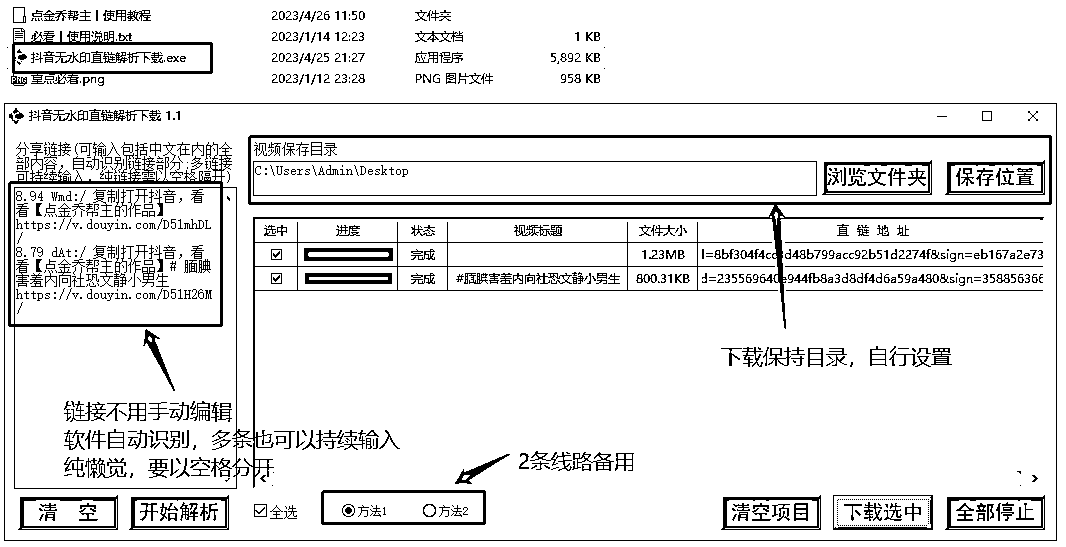 点金乔帮主丨使用教程 2023/4/26 11:50 文件夹
必看丨使用说明.txt 2023/1/14 12:23 文本文档 1 KB
抖音无水印直链解析下载.exe 2023/4/25 21:27 应用程序 5,892 KB
重点必看.png 2023/1/12 23:28 PNG 图片文件 958 KB
抖音无水印直链解析下载 1.1
分享链接(可输入包括中文在内的全
部内容，自动识别链接部分;多链接
可持续输入，纯链接需以空格隔开)
8.94 Wmd:/ 复制打开抖音，看
看【点金乔帮主的作品】
https://v.douyin.com/D51mhDL
/
8.79 dAt:/ 复制打开抖音，看
看【点金乔帮主的作品】# 腼腆
害羞内向社恐文静小男生
https://v.douyin.com/D51H26M
/
视频保存目录
C:\Users\Admin\Desktop
浏览文件夹
保存位置
选中 进度 状态 视频标题 文件大小 直 链 地 址
完成 1.23MB
完成 #腼腆害羞内向社恐文静小男生 800.31KB
下载保持目录，自行设置
链接不用手动编辑
软件自动识别，多条也可以持续输入
纯懒觉，要以空格分开
2条线路备用
清 空
开始解析
全选
方法1
方法2
清空项目
下载选中
全部停止